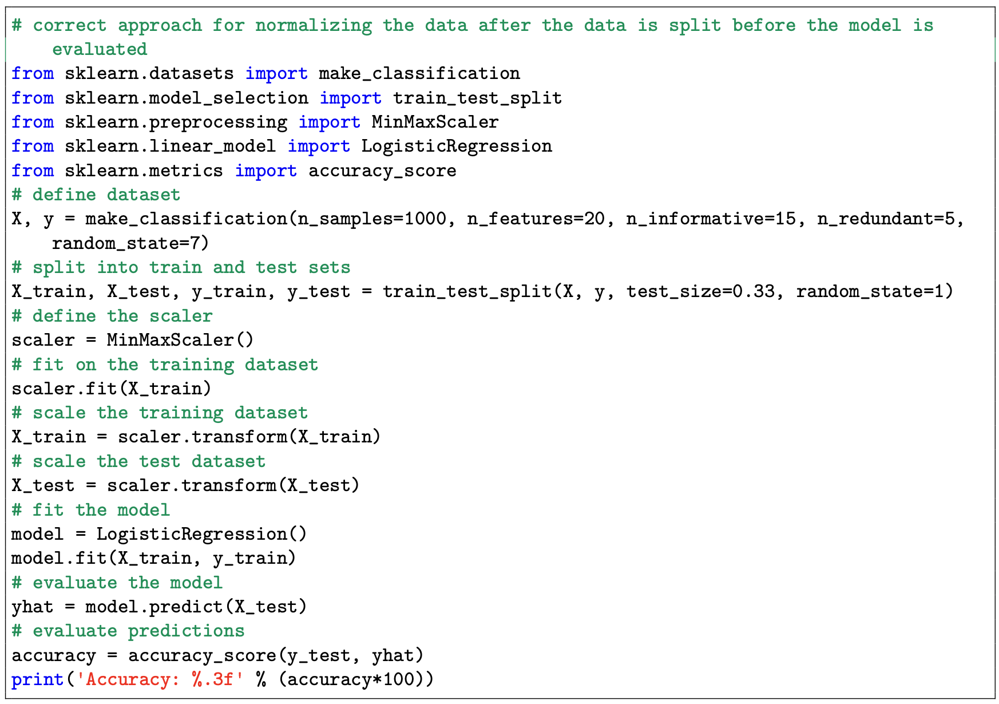 # correct approach for normalizing the data after the data is split before the model is
evaluated
from sklearn.datasets import make_classification
from sklearn.model_selection import train_test_split
from sklearn.preprocessing import MinMaxScaler
from sklearn.linear_model import LogisticRegression
from sklearn.metrics import accuracy_score
# define dataset
X, y = make_classification(n_samples=1000, n_features=20, n_informative=15, n_redundant=5,
random_state=7)
# split into train and test sets
X_train, X_test, y_train, y_test = train_test_split(X, y, test_size=0.33, random_state=1)
# define the scaler
scaler = MinMaxScaler()
# fit on the training dataset
scaler.fit(X_train)
# scale the training dataset
X_train = scaler.transform(X_train)
# scale the test dataset
X_test = scaler.transform(X_test)
# fit the model
model = LogisticRegression()
model.fit(X_train, y_train)
# evaluate the model
yhat = model.predict(X_test)
# evaluate predictions
accuracy = accuracy_score(y_test, yhat)
print('Accuracy: %.3f' % (accuracy*100))